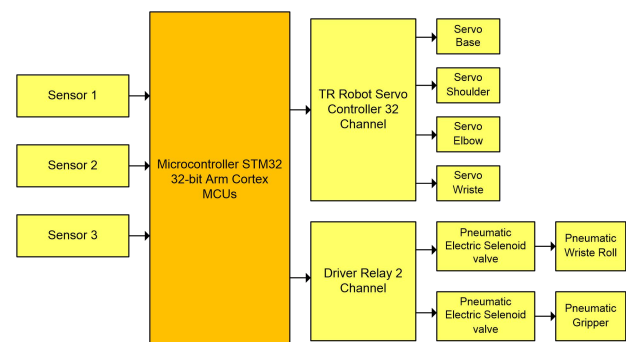 Sensor 1
Sensor 2
Sensor 3
Microcontroller STM32
32-bit Arm Cortex
MCUs
TR Robot Servo
Controller 32
Channel
Servo
Base
Servo
Shoulder
Servo
Elbow
Servo
Wriste
Driver Relay 2
Channel
Pneumatic
Electric Selenoid
valve
Pneumatic
Wriste Roll
Pneumatic
Electric Selenoid
valve
Pneumatic
Gripper